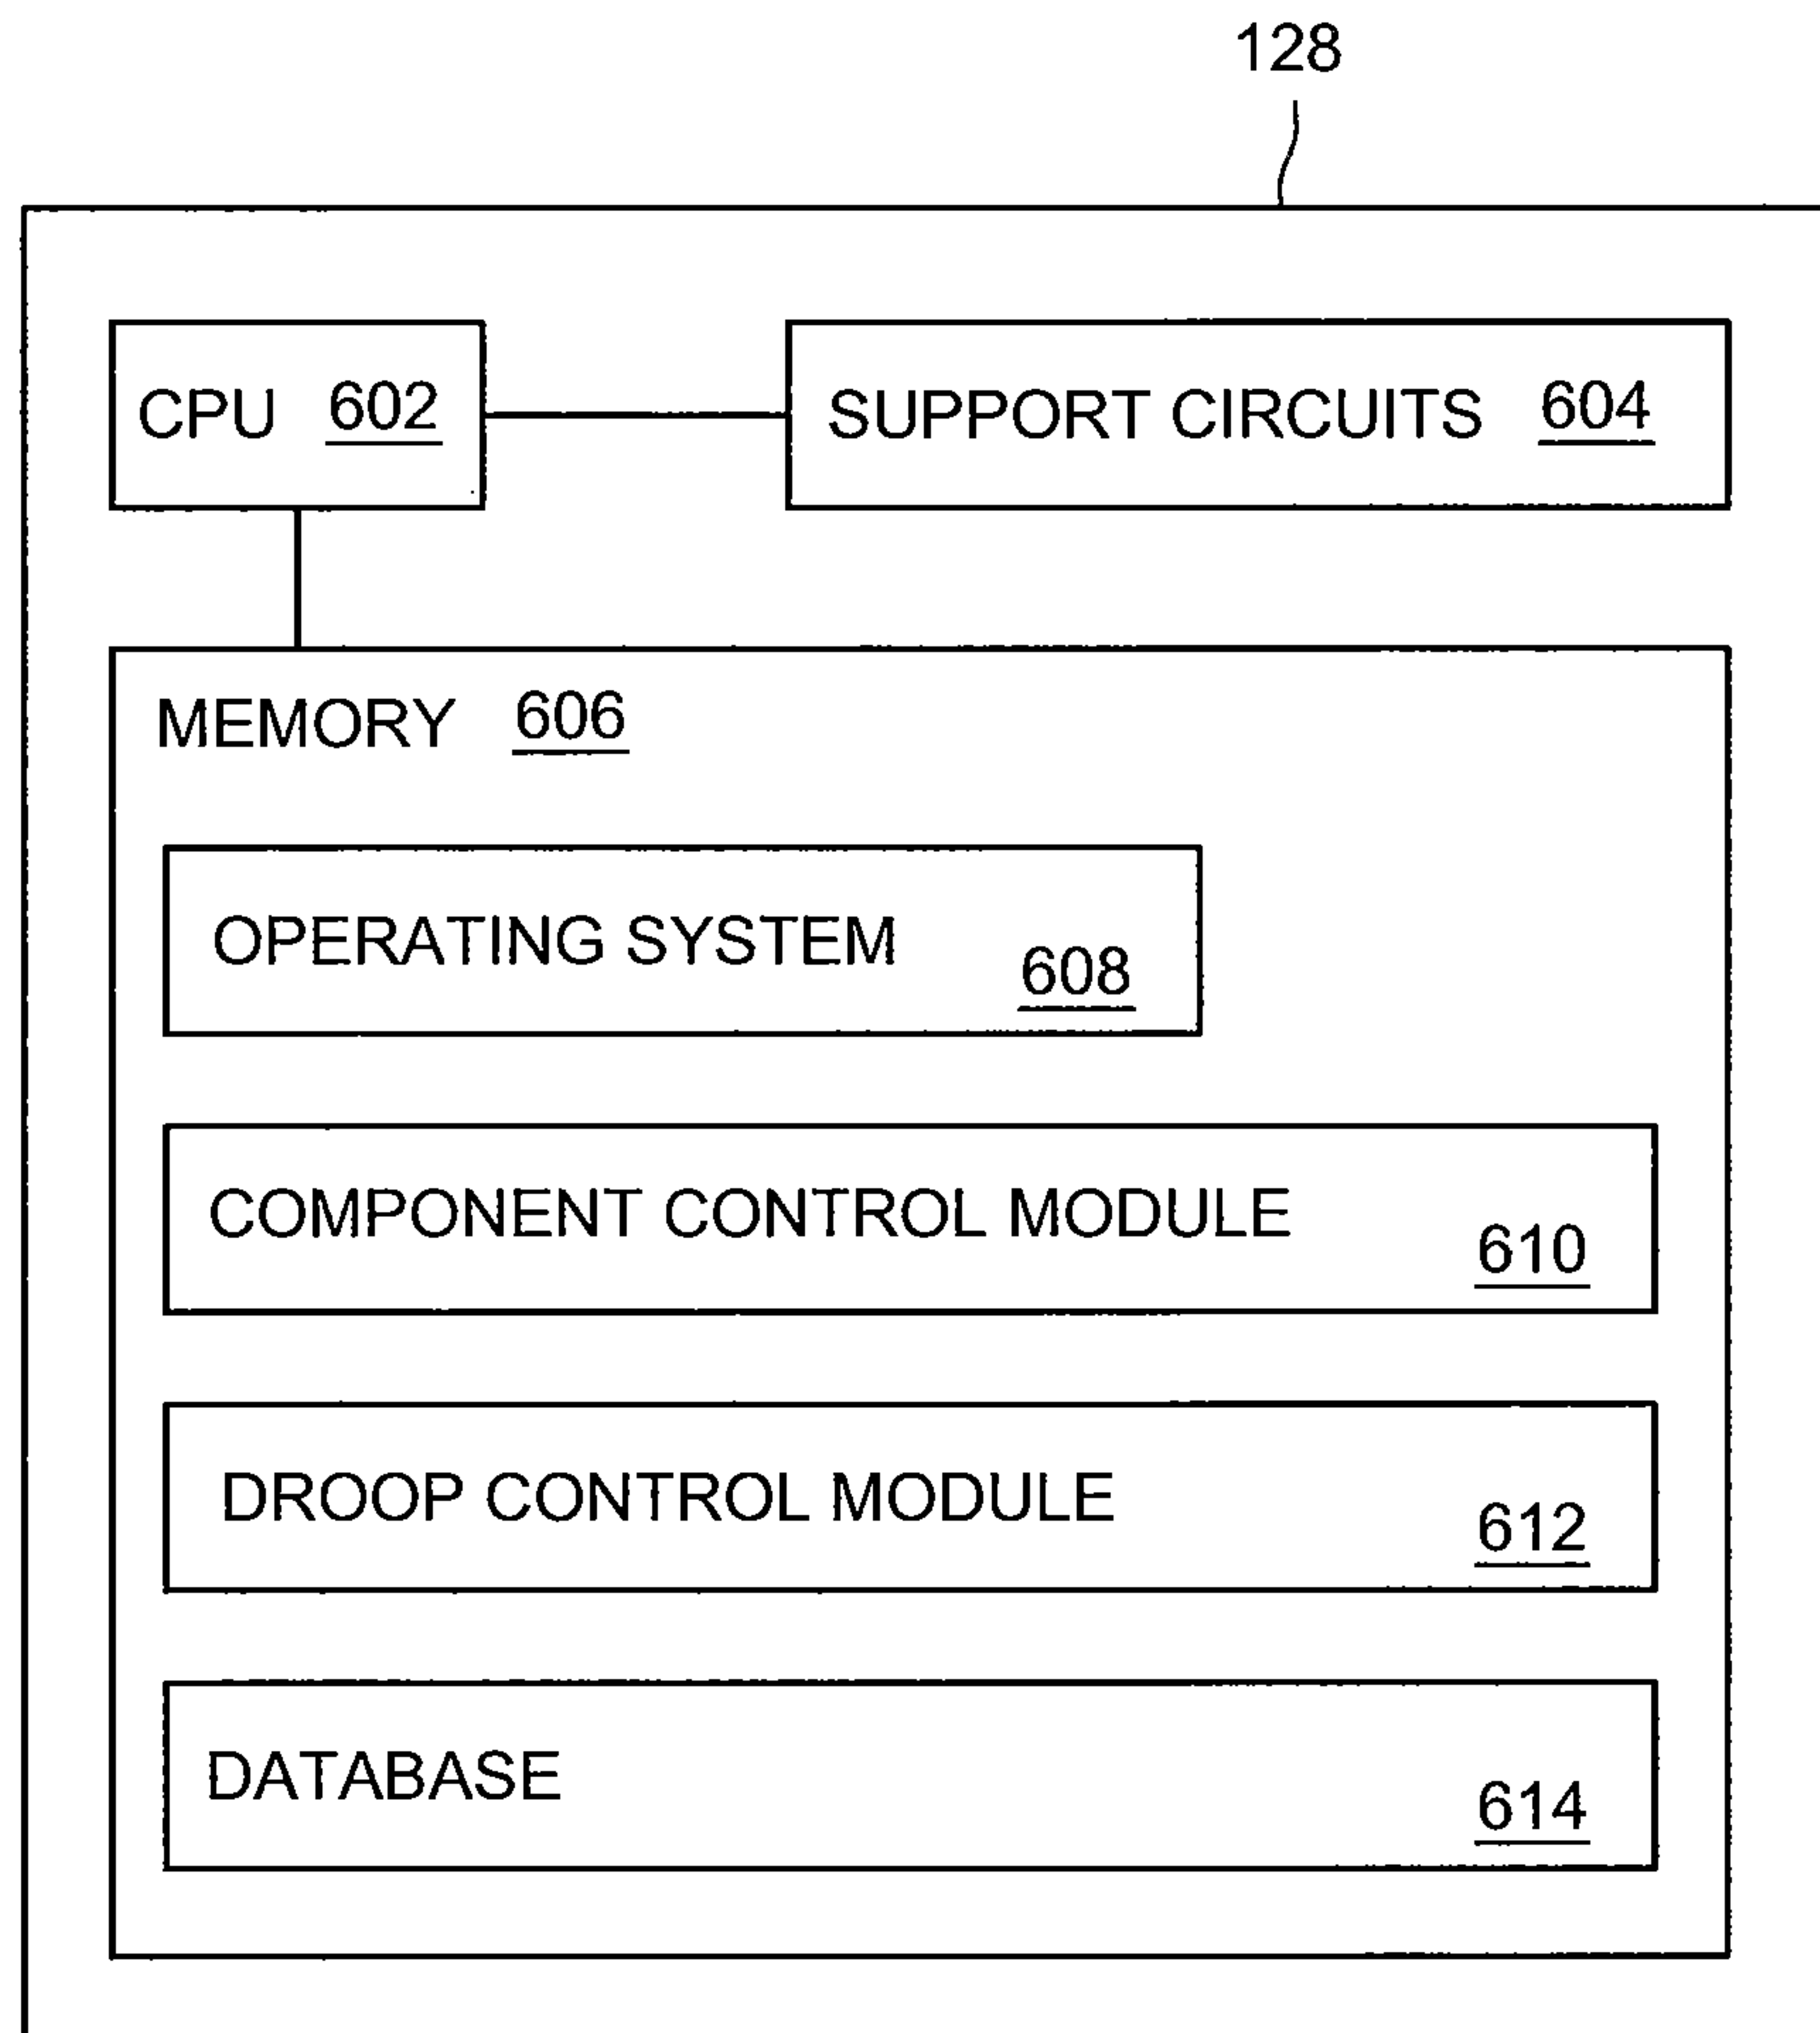 128
CPU 602
SUPPORT CIRCUITS 604
MEMORY 606
OPERATING SYSTEM 608
COMPONENT CONTROL MODULE 610
DROOP CONTROL MODULE 612
DATABASE 614